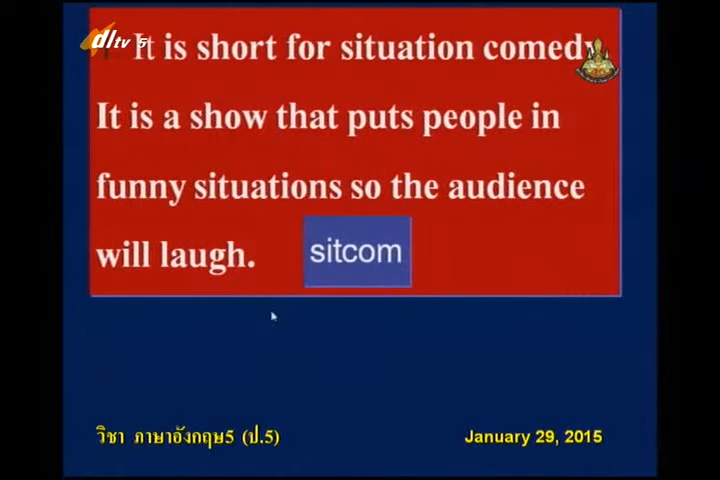 dltv 5
It is short for situation comedy
It is a show that puts people in
funny situations so the audience
will laugh.
sitcom
วิชา ภาษาอังกฤษ5 (ป.5)
January 29, 2015